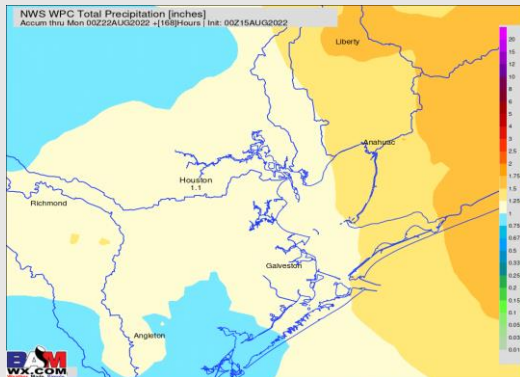 NWS WPC Total Precipitation [inches]
Accum thru Mon 00Z22AUG2022 +[168]Hours | Init: 00Z15AUG2022
Liberty
Anahuac
Houston
1.1
Richmond
Galveston
Angleton
20
15
12
10
8
6
5
4
3
2.5
2
1.75
1.5
1.25
1
0.75
0.67
0.5
0.33
0.25
0.2
0.15
0.1
0.05
0.03
0.01
BAM
WX.COM